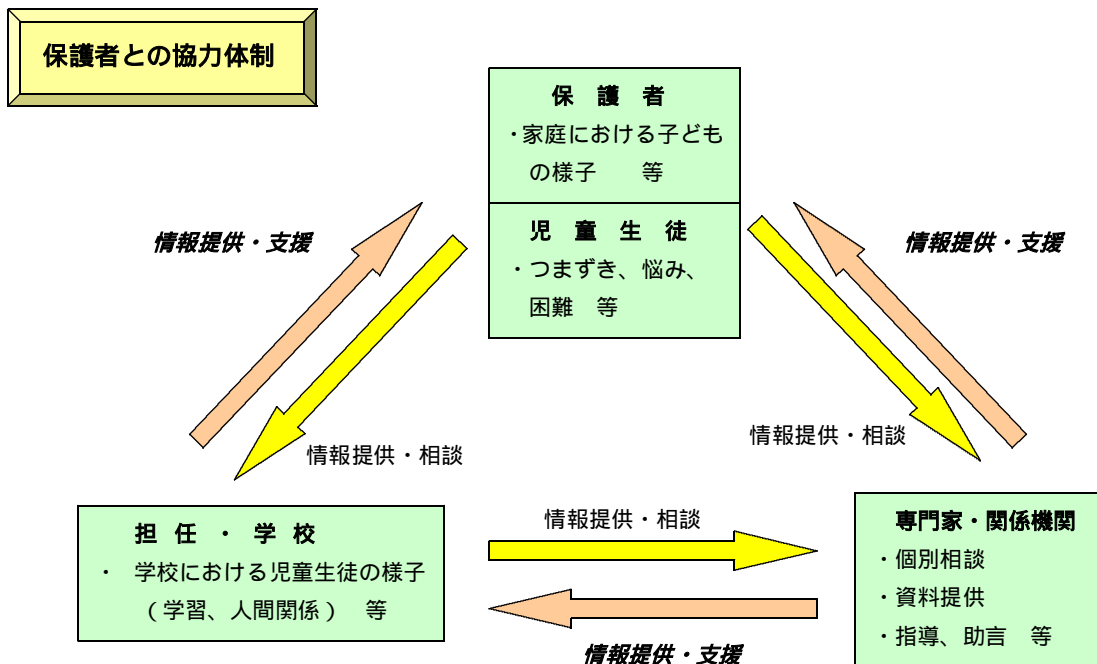 保護者との協力体制
保 護 者
・家庭における子ども
の様子　　等
児 童 生 徒
・つまずき、悩み、
困難　等
情報提供・支援
情報提供・支援
情報提供・相談
情報提供・相談
担 任 ・ 学 校
・　学校における児童生徒の様子
（学習、人間関係）　等
情報提供・相談
情報提供・支援
専門家・関係機関
・個別相談
・資料提供
・指導、助言　等